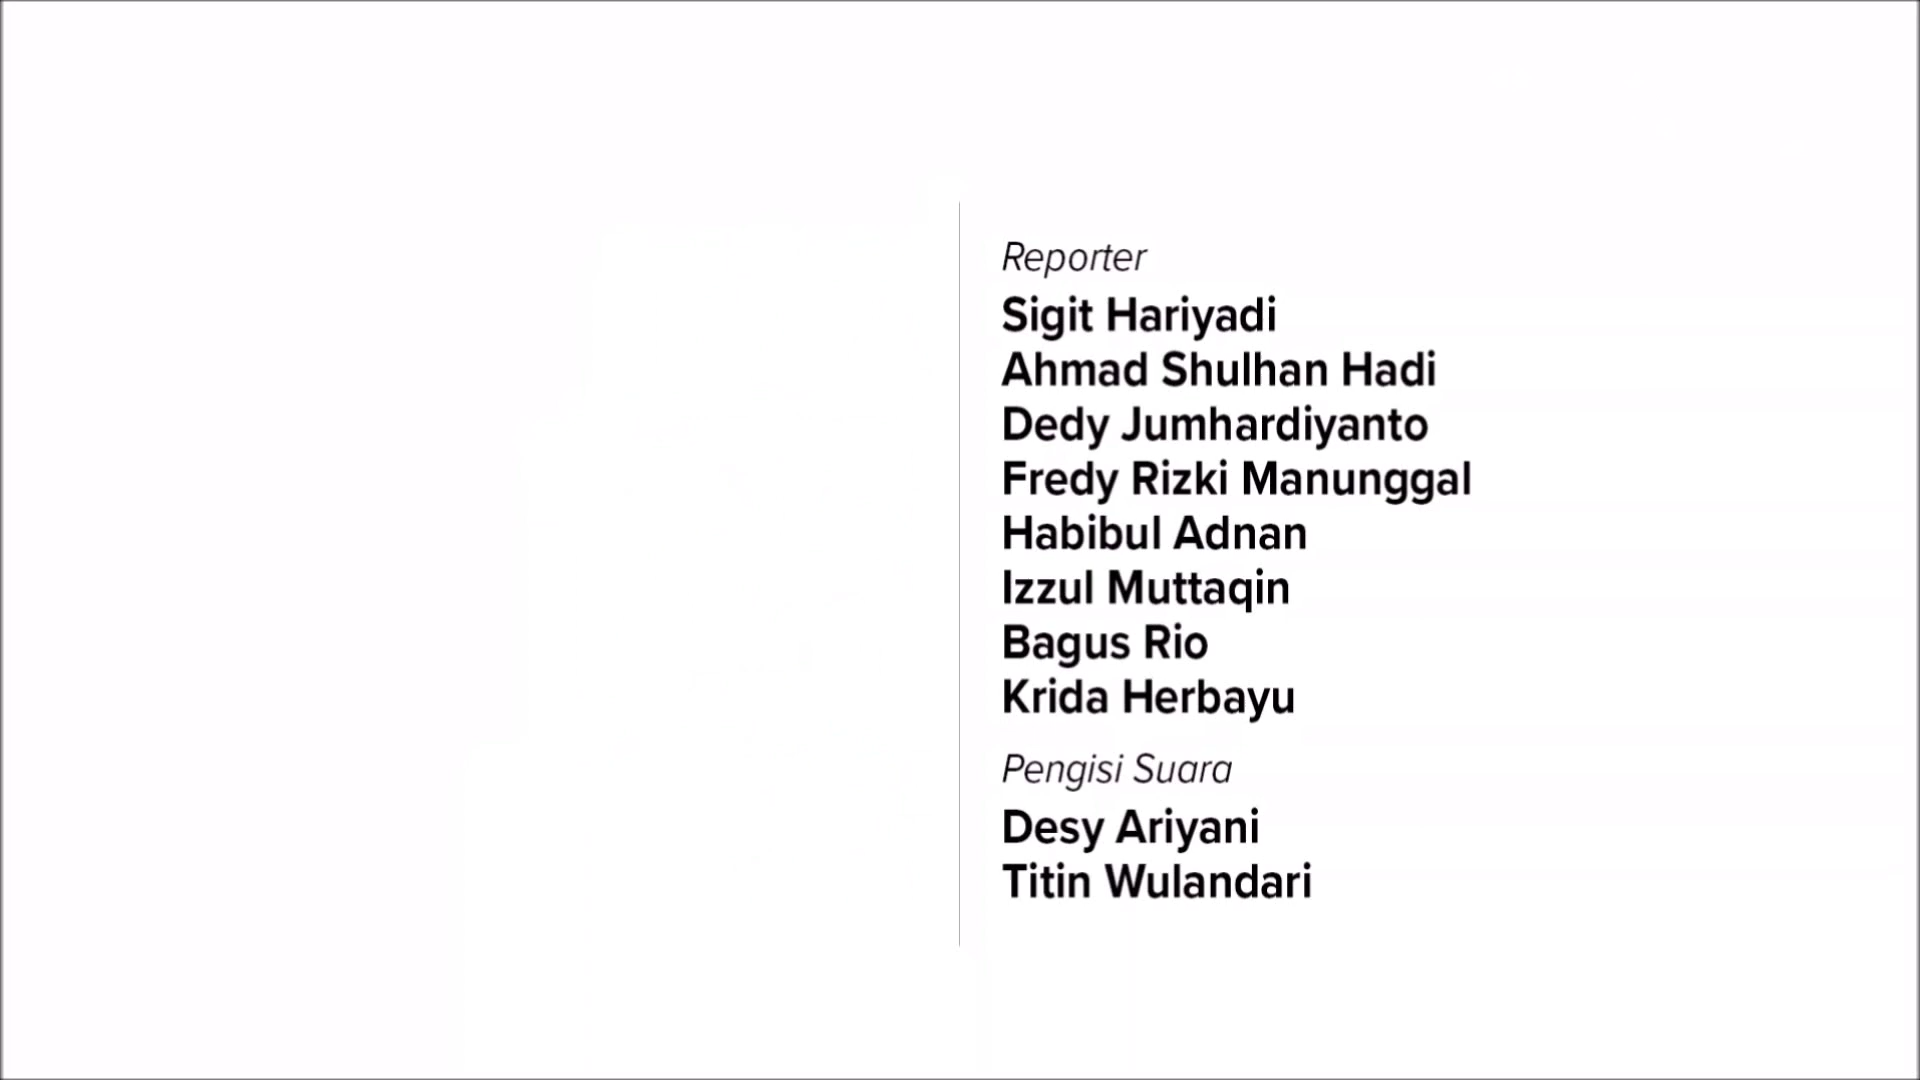 Reporter
Sigit Hariyadi
Ahmad Shulhan Hadi
Dedy Jumhardiyanto
Fredy Rizki Manunggal
Habibul Adnan
Izzul Muttaqin
Bagus Rio
Krida Herbayu
Pengisi Suara
Desy Ariyani
Titin Wulandari